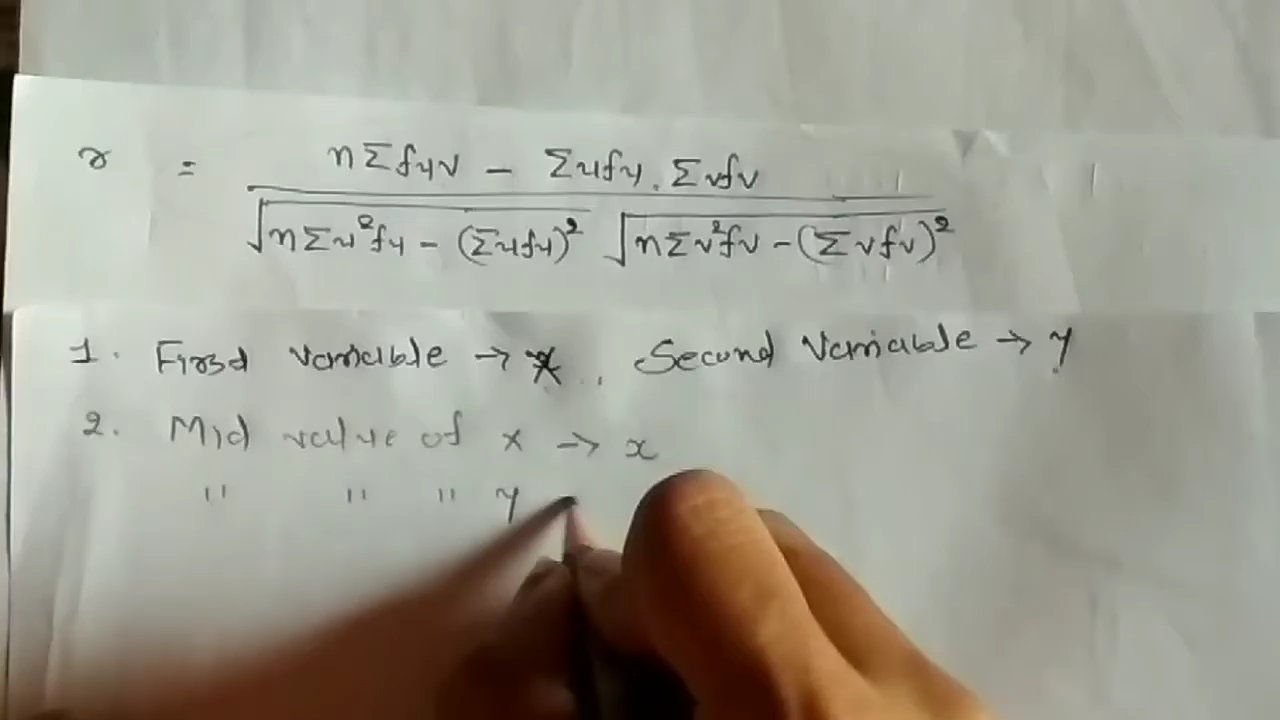 r = nΣfuv - Σufu . Σvfv
√nΣu²fu - (Σufu)² √nΣv²fv - (Σvfv)²
1. First variable → X, Second Variable → Y
2. Mid value of X → x
" " " Y